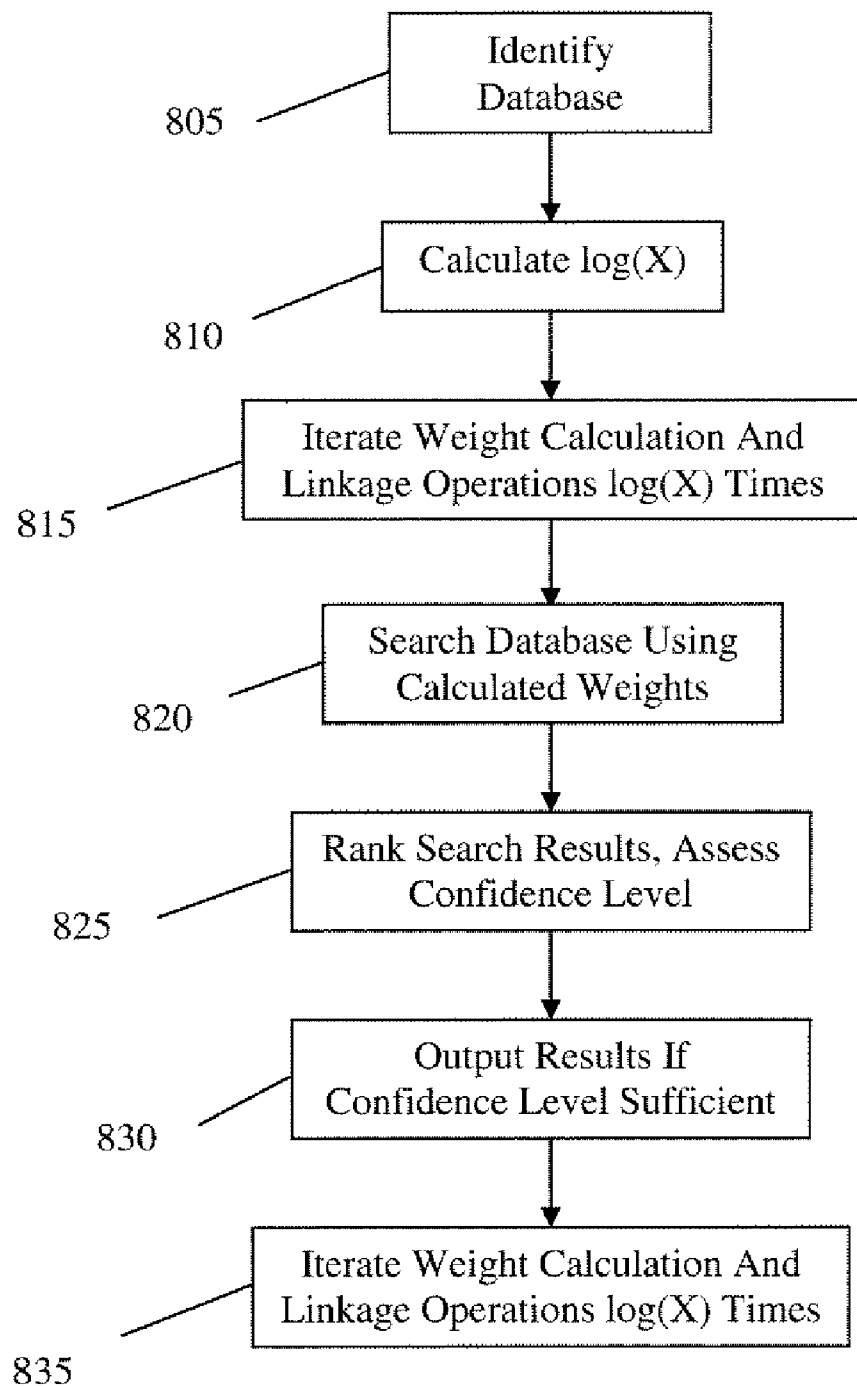 Identify
Database
805
Calculate log(X)
810
Iterate Weight Calculation And
Linkage Operations log(X) Times
815
Search Database Using
Calculated Weights
820
Rank Search Results, Assess
Confidence Level
825
Output Results If
Confidence Level Sufficient
830
Iterate Weight Calculation And
Linkage Operations log(X) Times
835